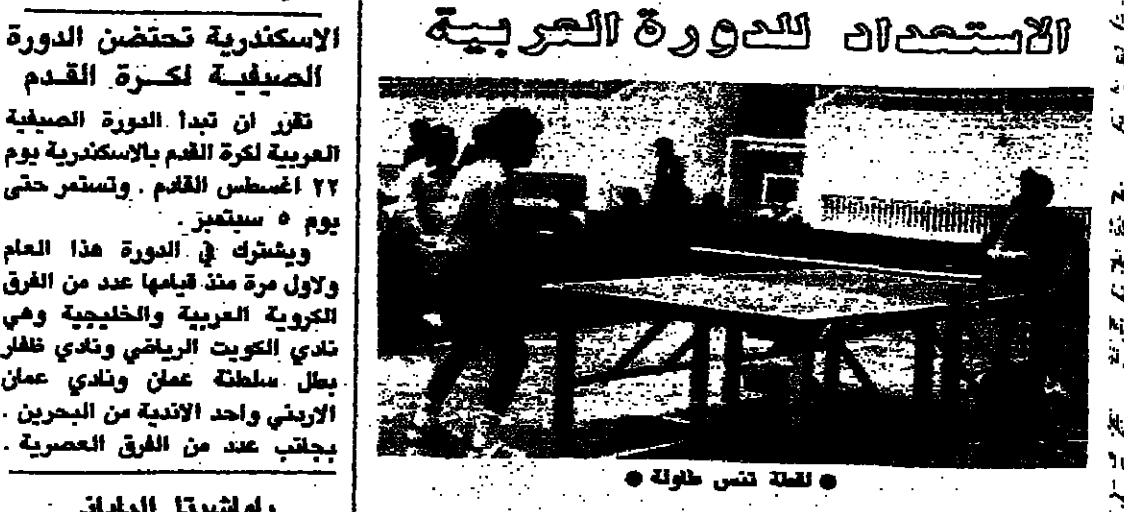 الاستعداد للدورة العربية
● لقطة تنس طاولة ●
الاسكندرية تحتضن الدورة
الصيفية لكرة القدم
تقرر ان تبدأ الدورة الصيفية
العربية لكرة القدم بالاسكندرية يوم
٢٢ اغسطس القادم . وتستمر حتى
يوم ٥ سبتمبر .
ويشترك في الدورة هذا العام
ولاول مرة منذ قيامها عدد من الفرق
الكروية العربية والخليجية وهي
نادي الكويت الرياضي ونادي ظفار
بطل سلطنة عمان ونادي عمان
الاردني واحد الاندية من البحرين .
بجانب عدد من الفرق العصرية .